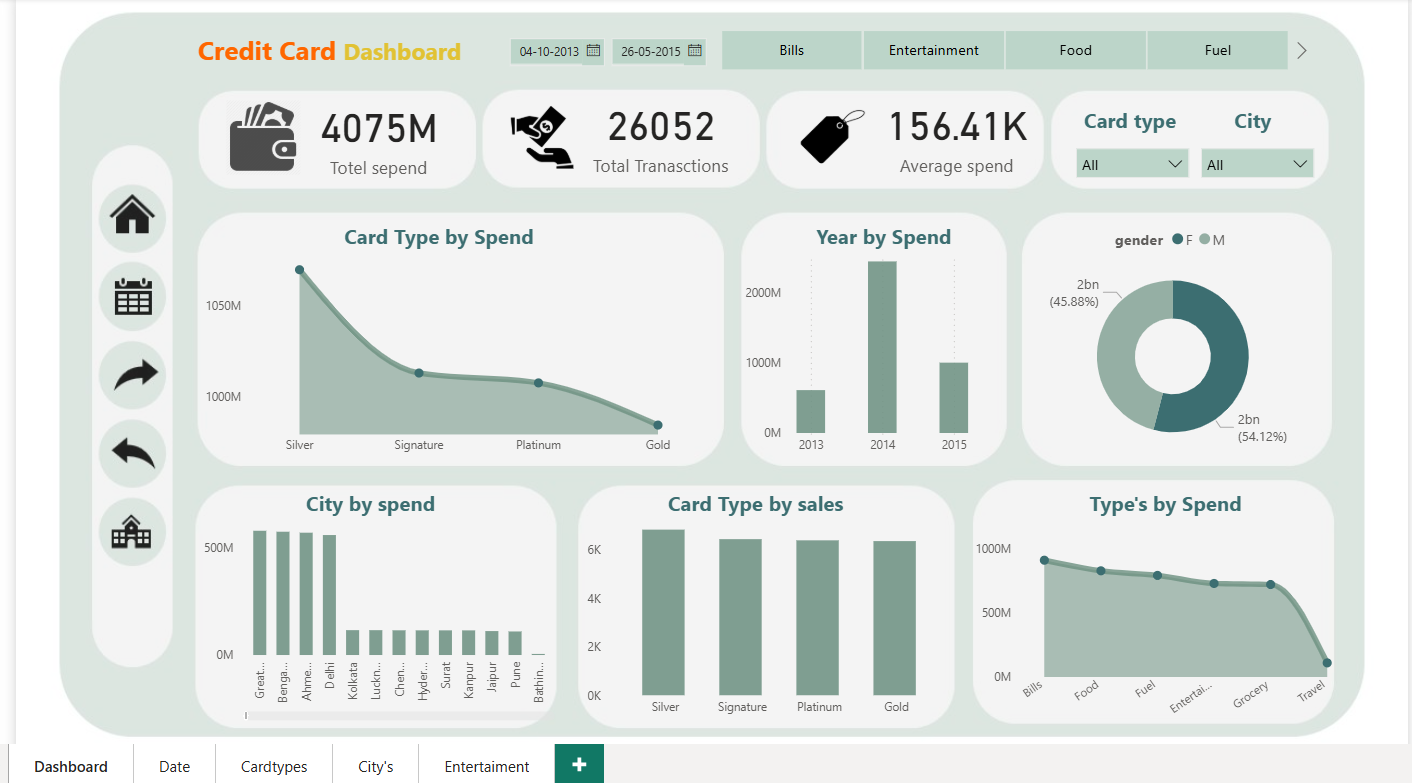 Credit Card Dashboard
04-10-2013
26-05-2015
Bills
Entertainment
Food
Fuel
4075M
Totel sepend
26052
Total Tranasctions
156.41K
Average spend
Card type
City
All
All
Card Type by Spend
1050M
1000M
Silver
Signature
Platinum
Gold
Year by Spend
2000M
1000M
0M
2013
2014
2015
gender F M
2bn
(45.88%)
2bn
(54.12%)
City by spend
500M
0M
Great...
Benga...
Ahme...
Delhi
Kolkata
Luckn...
Chen...
Hyder...
Surat
Kanpur
Jaipur
Pune
Bathin...
Card Type by sales
6K
4K
2K
0K
Silver
Signature
Platinum
Gold
Type's by Spend
1000M
500M
0M
Bills
Food
Fuel
Entertai...
Grocery
Travel
Dashboard
Date
Cardtypes
City's
Entertaiment
+